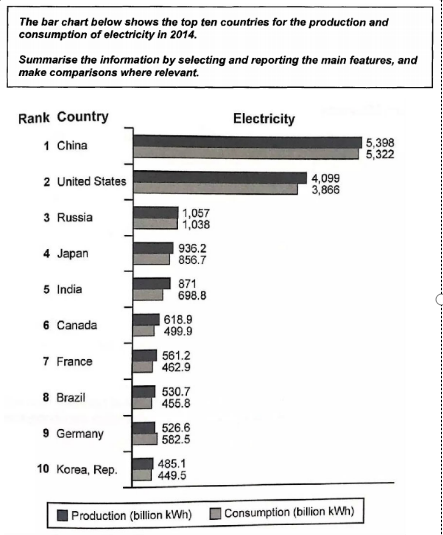 The bar chart below shows the top ten countries for the production and
consumption of electricity in 2014.
Summarise the information by selecting and reporting the main features, and
make comparisons where relevant.
Rank Country Electricity
1 China 5,398
5,322
2 United States 4,099
3,866
3 Russia 1,057
1,038
4 Japan 936.2
856.7
5 India 871
698.8
6 Canada 618.9
499.9
7 France 561.2
462.9
8 Brazil 530.7
455.8
9 Germany 526.6
582.5
10 Korea, Rep. 485.1
449.5
Production (billion kWh) Consumption (billion kWh)